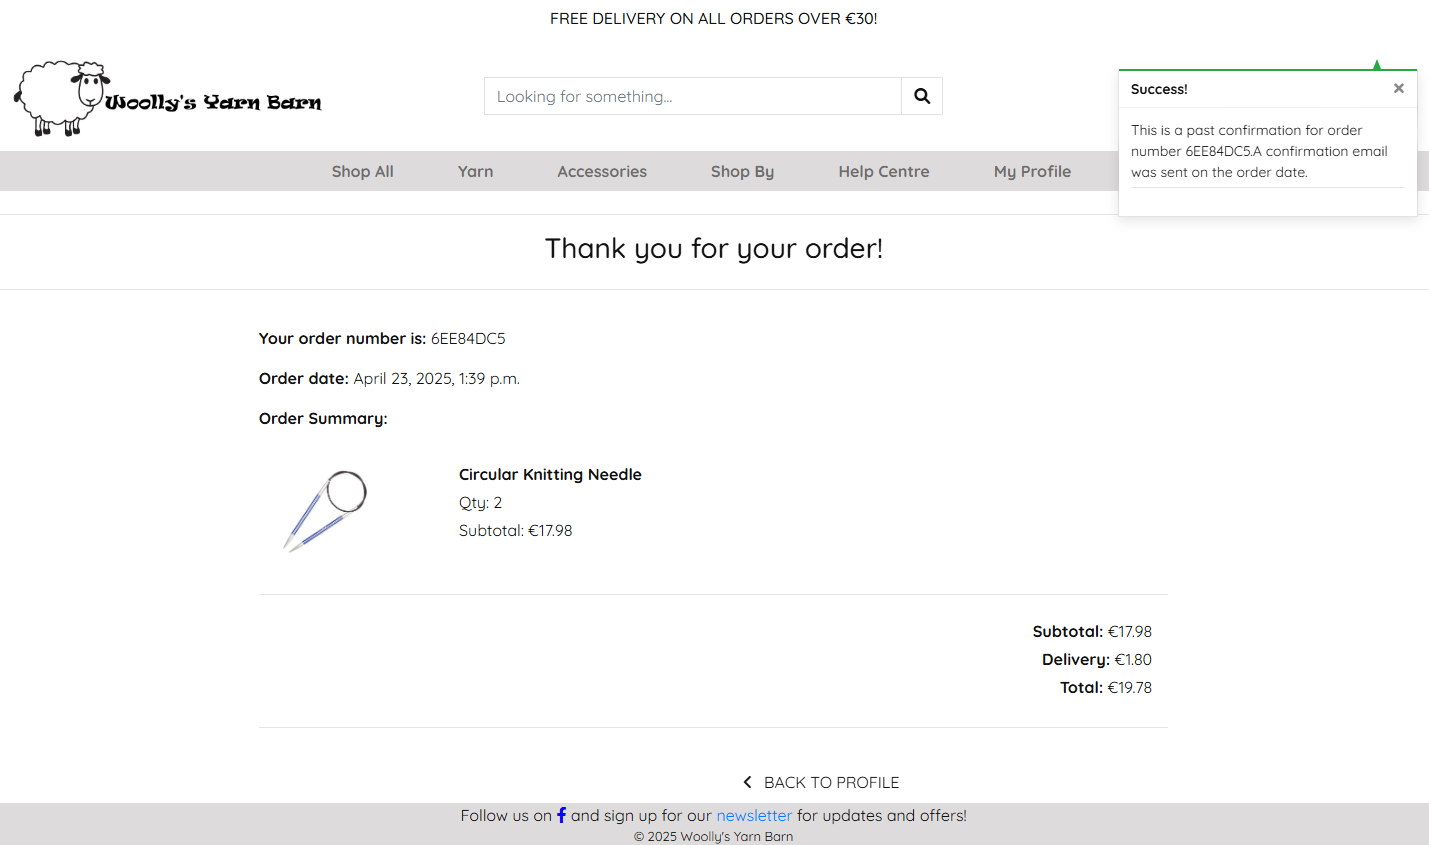 FREE DELIVERY ON ALL ORDERS OVER €30!
Woolly's Yarn Barn
Looking for something...
Success!
×
This is a past confirmation for order
number 6EE84DC5.A confirmation email
was sent on the order date.
Shop All Yarn Accessories Shop By Help Centre My Profile
Thank you for your order!
Your order number is: 6EE84DC5
Order date: April 23, 2025, 1:39 p.m.
Order Summary:
Circular Knitting Needle
Qty: 2
Subtotal: €17.98
Subtotal: €17.98
Delivery: €1.80
Total: €19.78
BACK TO PROFILE
Follow us on f and sign up for our newsletter for updates and offers!
© 2025 Woolly's Yarn Barn